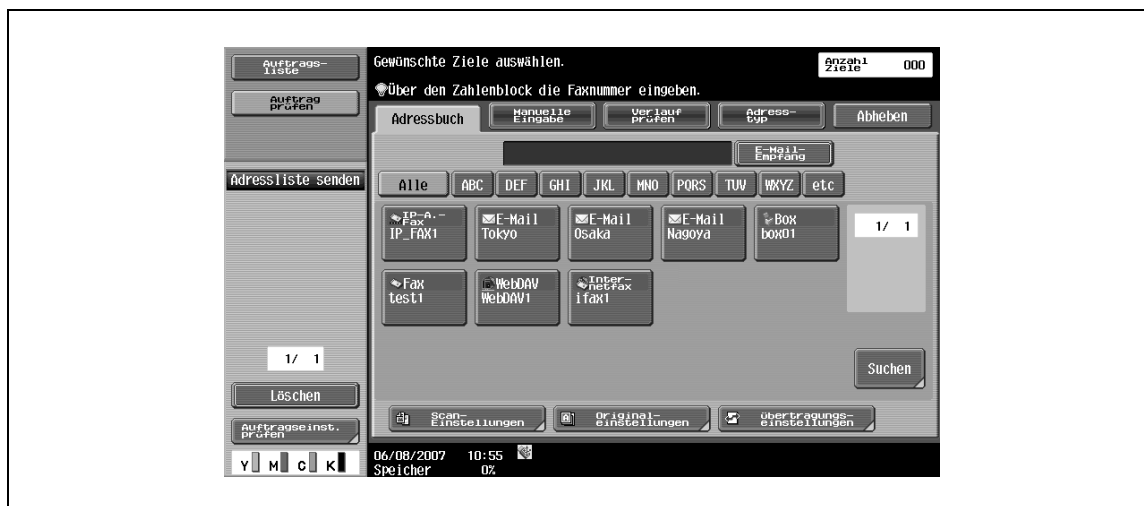 Auftrags-
liste
Auftrag
prüfen
Adressliste senden
1/ 1
Löschen
Auftragseinst.
prüfen
Y M C K
Gewünschte Ziele auswählen.
Anzahl
Ziele
000
Über den Zahlenblock die Faxnummer eingeben.
Adressbuch
Manuelle
Eingabe
Verlauf
prüfen
Adress-
typ
Abheben
E-Mail-
Empfang
Alle ABC DEF GHI JKL MNO PQRS TUV WXYZ etc
IP-A.-
Fax
IP_FAX1
E-Mail
Tokyo
E-Mail
Osaka
E-Mail
Nagoya
Box
box01
1/ 1
Fax
test1
WebDAV
WebDAV1
Inter-
netfax
ifax1
Suchen
Scan-
Einstellungen
Original-
einstellungen
Übertragungs-
einstellungen
06/08/2007 10:55
Speicher 0%